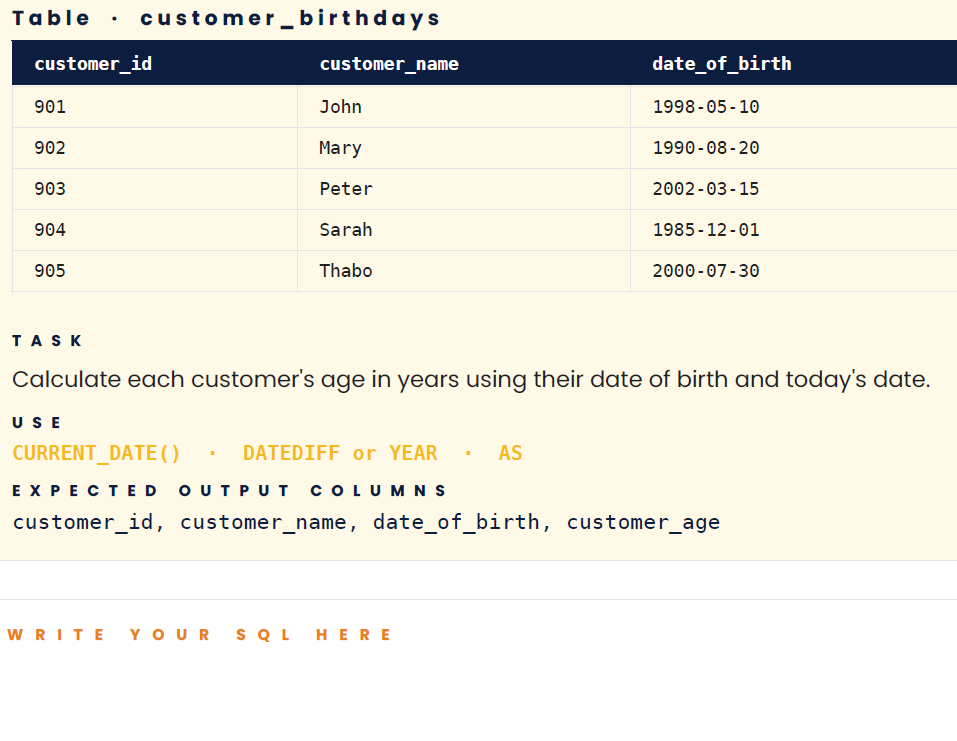 Table · customer_birthdays
customer_id customer_name date_of_birth
901 John 1998-05-10
902 Mary 1990-08-20
903 Peter 2002-03-15
904 Sarah 1985-12-01
905 Thabo 2000-07-30
TASK
Calculate each customer's age in years using their date of birth and today's date.
USE
CURRENT_DATE() · DATEDIFF or YEAR · AS
EXPECTED OUTPUT COLUMNS
customer_id, customer_name, date_of_birth, customer_age
WRITE YOUR SQL HERE